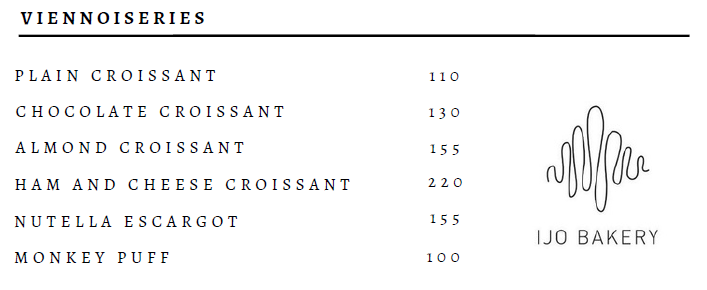 VIENNOISERIES
PLAIN CROISSANT 110
CHOCOLATE CROISSANT 130
ALMOND CROISSANT 155
HAM AND CHEESE CROISSANT 220
NUTELLA ESCARGOT 155
MONKEY PUFF 100
IJO BAKERY